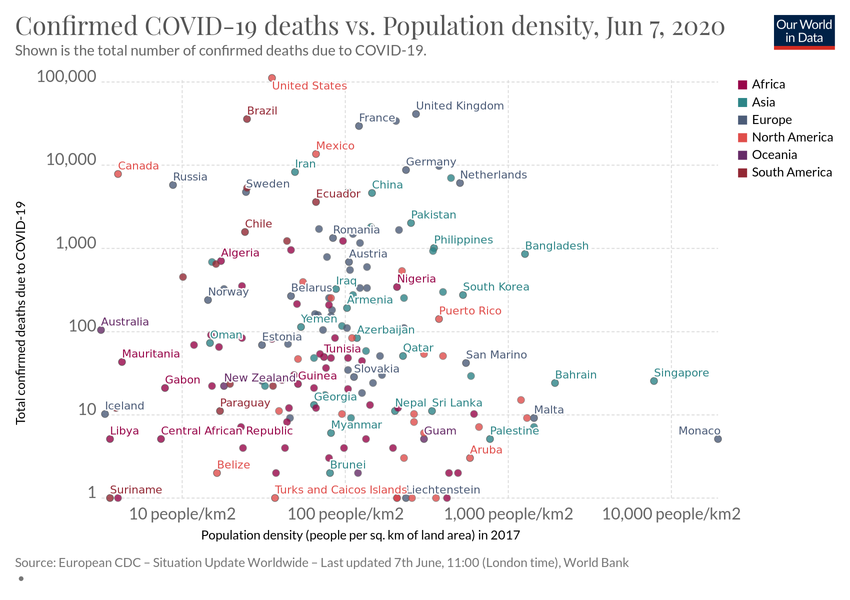 Confirmed COVID-19 deaths vs. Population density, Jun 7, 2020
Shown is the total number of confirmed deaths due to COVID-19.
Our World
in Data
100,000
United States
Africa
Asia
Europe
North America
Oceania
South America
Brazil
France
United Kingdom
10,000
Canada
Russia
Sweden
Mexico
Iran
Ecuador
China
Germany
Netherlands
Chile
Pakistan
1,000
Algeria
Romania
Austria
Philippines
Bangladesh
Norway
Belarus
Iraq
Armenia
Nigeria
South Korea
Puerto Rico
100
Australia
Oman
Estonia
Yemen
Azerbaijan
Mauritania
Tunisia
Qatar
San Marino
Gabon
New Zealand
Guinea
Slovakia
Bahrain
Singapore
10
Iceland
Paraguay
Georgia
Nepal
Sri Lanka
Malta
Libya
Central African Republic
Myanmar
Guam
Palestine
Monaco
Belize
Brunei
Aruba
1
Suriname
Turks and Caicos Islands
Liechtenstein
10 people/km2
100 people/km2
1,000 people/km2
10,000 people/km2
Total confirmed deaths due to COVID-19
Population density (people per sq. km of land area) in 2017
Source: European CDC – Situation Update Worldwide – Last updated 7th June, 11:00 (London time), World Bank